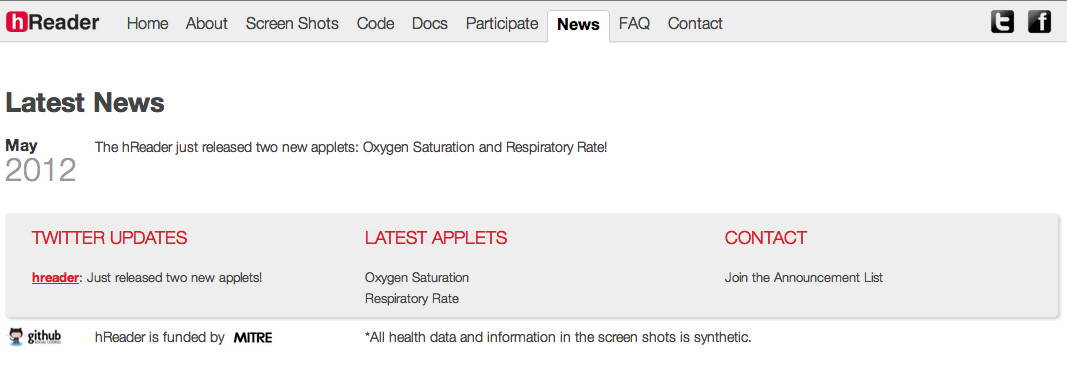 hReader Home About Screen Shots Code Docs Participate News FAQ Contact
Latest News
May
2012
The hReader just released two new applets: Oxygen Saturation and Respiratory Rate!
TWITTER UPDATES
hreader: Just released two new applets!
LATEST APPLETS
Oxygen Saturation
Respiratory Rate
CONTACT
Join the Announcement List
github
hReader is funded by MITRE
*All health data and information in the screen shots is synthetic.